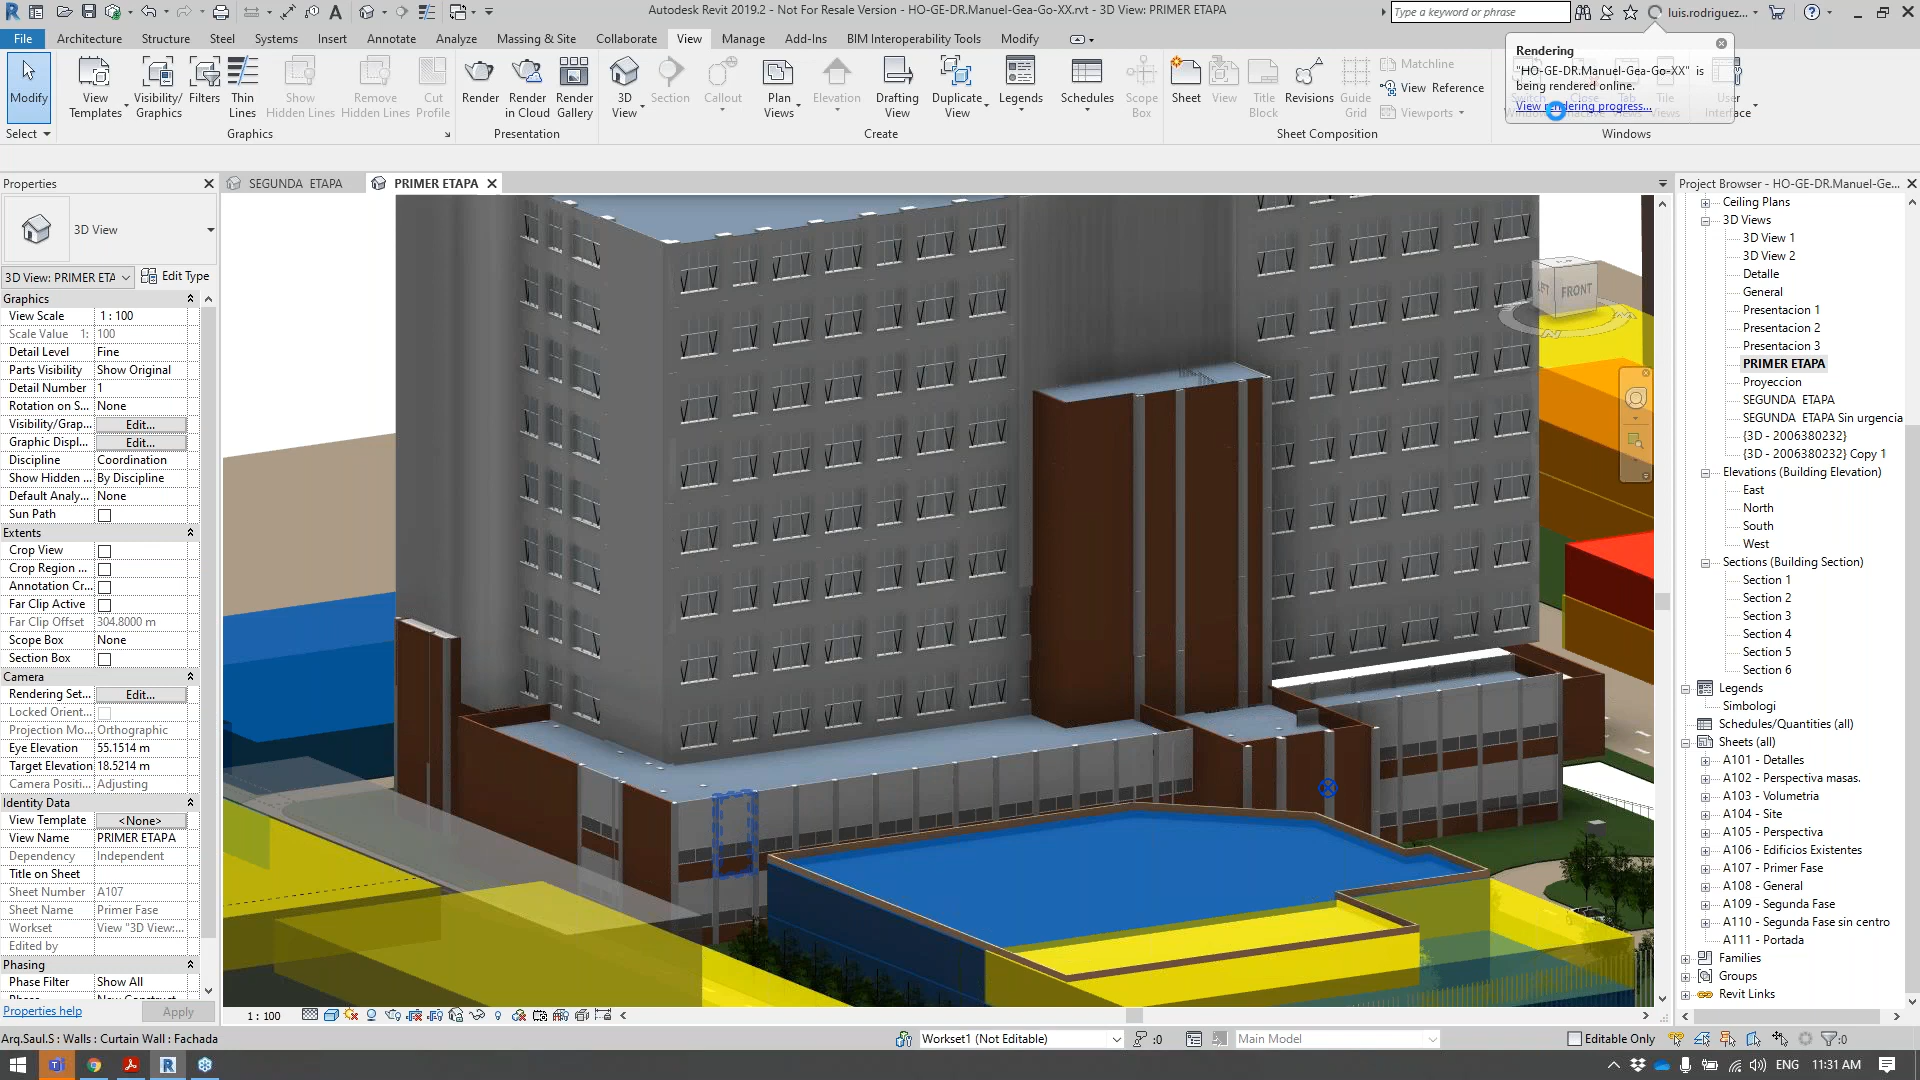 Autodesk Revit 2019.2 - Not For Resale Version - HO-GE-DR.Manuel-Gea-Go-XX.rvt - 3D View: PRIMER ETAPA
Type a keyword or phrase
luis.rodriguez...
File Architecture Structure Steel Systems Insert Annotate Analyze Massing & Site Collaborate View Manage Add-Ins BIM Interoperability Tools Modify
Modify
View Templates
Visibility/ Graphics
Filters
Thin Lines
Show Hidden Lines
Remove Hidden Lines
Cut Profile
Render
Render in Cloud
Render Gallery
3D View
Section
Callout
Plan Views
Elevation
Drafting View
Duplicate View
Legends
Schedules
Scope Box
Sheet
View
Title Block
Revisions
Guide Grid
Matchline
View Reference
Viewports
User Interface
Rendering
"HO-GE-DR.Manuel-Gea-Go-XX" is
being rendered online.
View rendering progress...
Select
Graphics
Presentation
Create
Sheet Composition
Windows
Properties
SEGUNDA ETAPA
PRIMER ETAPA
3D View
3D View: PRIMER ETA
Edit Type
Graphics
View Scale 1 : 100
Scale Value 1: 100
Detail Level Fine
Parts Visibility Show Original
Detail Number 1
Rotation on S... None
Visibility/Grap... Edit...
Graphic Displ... Edit...
Discipline Coordination
Show Hidden ... By Discipline
Default Analy... None
Sun Path
Extents
Crop View
Crop Region ...
Annotation Cr...
Far Clip Active
Far Clip Offset 304.8000 m
Scope Box None
Section Box
Camera
Rendering Set... Edit...
Locked Orient...
Projection Mo... Orthographic
Eye Elevation 55.1514 m
Target Elevation 18.5214 m
Camera Positi... Adjusting
Identity Data
View Template <None>
View Name PRIMER ETAPA
Dependency Independent
Title on Sheet
Sheet Number A107
Sheet Name Primer Fase
Workset View "3D View:...
Edited by
Phasing
Phase Filter Show All
Properties help
Apply
LEFT FRONT
Project Browser - HO-GE-DR.Manuel-Ge...
Ceiling Plans
3D Views
3D View 1
3D View 2
Detalle
General
Presentacion 1
Presentacion 2
Presentacion 3
PRIMER ETAPA
Proyeccion
SEGUNDA ETAPA
SEGUNDA ETAPA Sin urgencia
{3D - 2006380232}
{3D - 2006380232} Copy 1
Elevations (Building Elevation)
East
North
South
West
Sections (Building Section)
Section 1
Section 2
Section 3
Section 4
Section 5
Section 6
Legends
Simbologi
Schedules/Quantities (all)
Sheets (all)
A101 - Detalles
A102 - Perspectiva masas.
A103 - Volumetria
A104 - Site
A105 - Perspectiva
A106 - Edificios Existentes
A107 - Primer Fase
A108 - General
A109 - Segunda Fase
A110 - Segunda Fase sin centro
A111 - Portada
Families
Groups
Revit Links
1 : 100
Arq.Saul.S : Walls : Curtain Wall : Fachada
Workset1 (Not Editable)
:0
Main Model
Editable Only
:0
ENG
11:31 AM